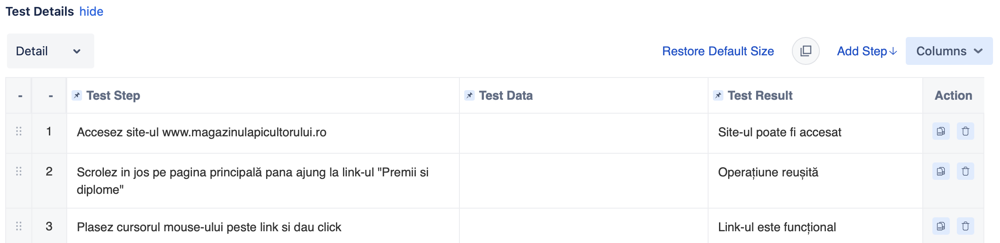 Test Details hide
Detail
Restore Default Size
Add Step↓
Columns
- - Test Step Test Data Test Result Action
1 Accesez site-ul www.magazinulapicultorului.ro Site-ul poate fi accesat
2 Scrolez in jos pe pagina principală pana ajung la link-ul "Premii si Operațiune reușită
diplome"
3 Plasez cursorul mouse-ului peste link si dau click Link-ul este funcțional